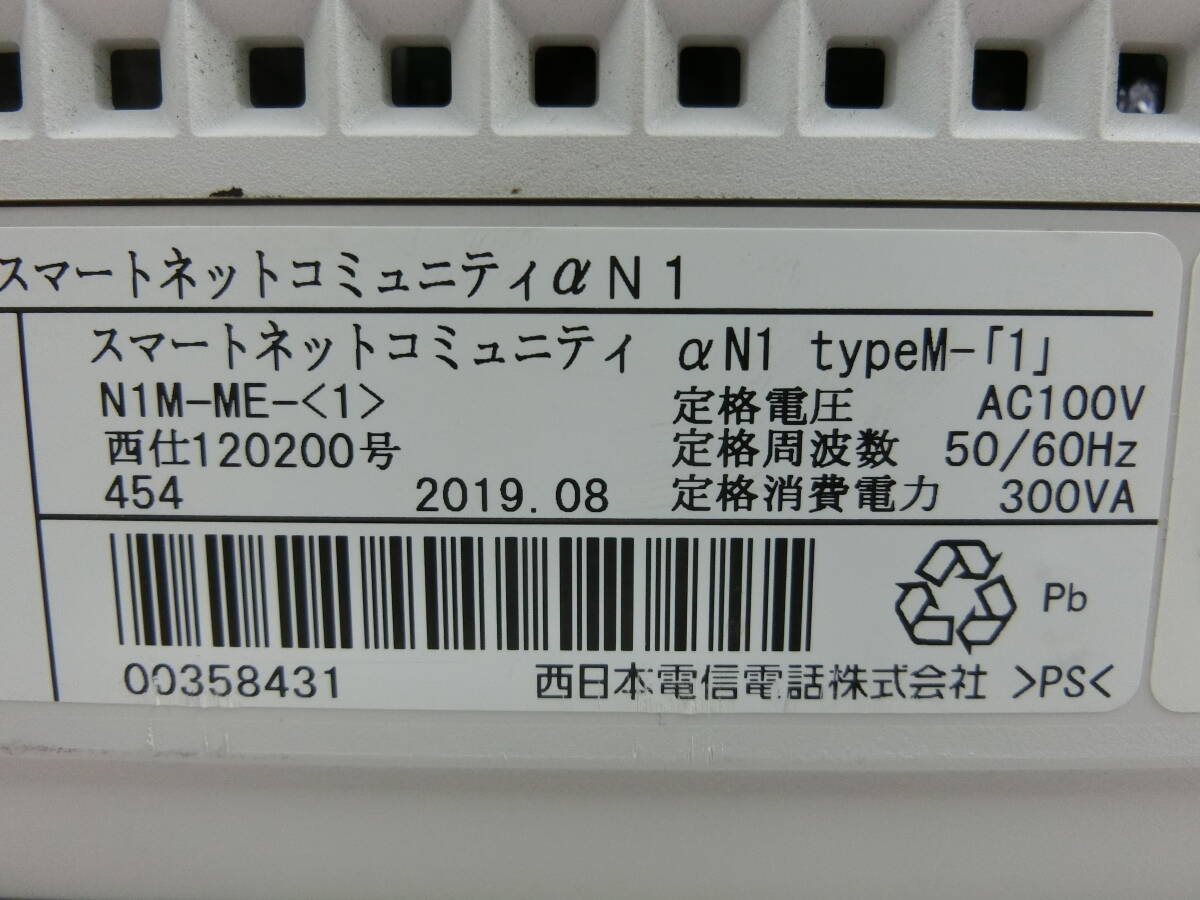 スマートネットコミュニティαN1
スマートネットコミュニティ αN1 typeM-「1」
N1M-ME-<1>
定格電圧 AC100V
西仕120200号
定格周波数 50/60Hz
454 2019.08
定格消費電力 300VA
Pb
00358431
西日本電信電話株式会社 >PS<